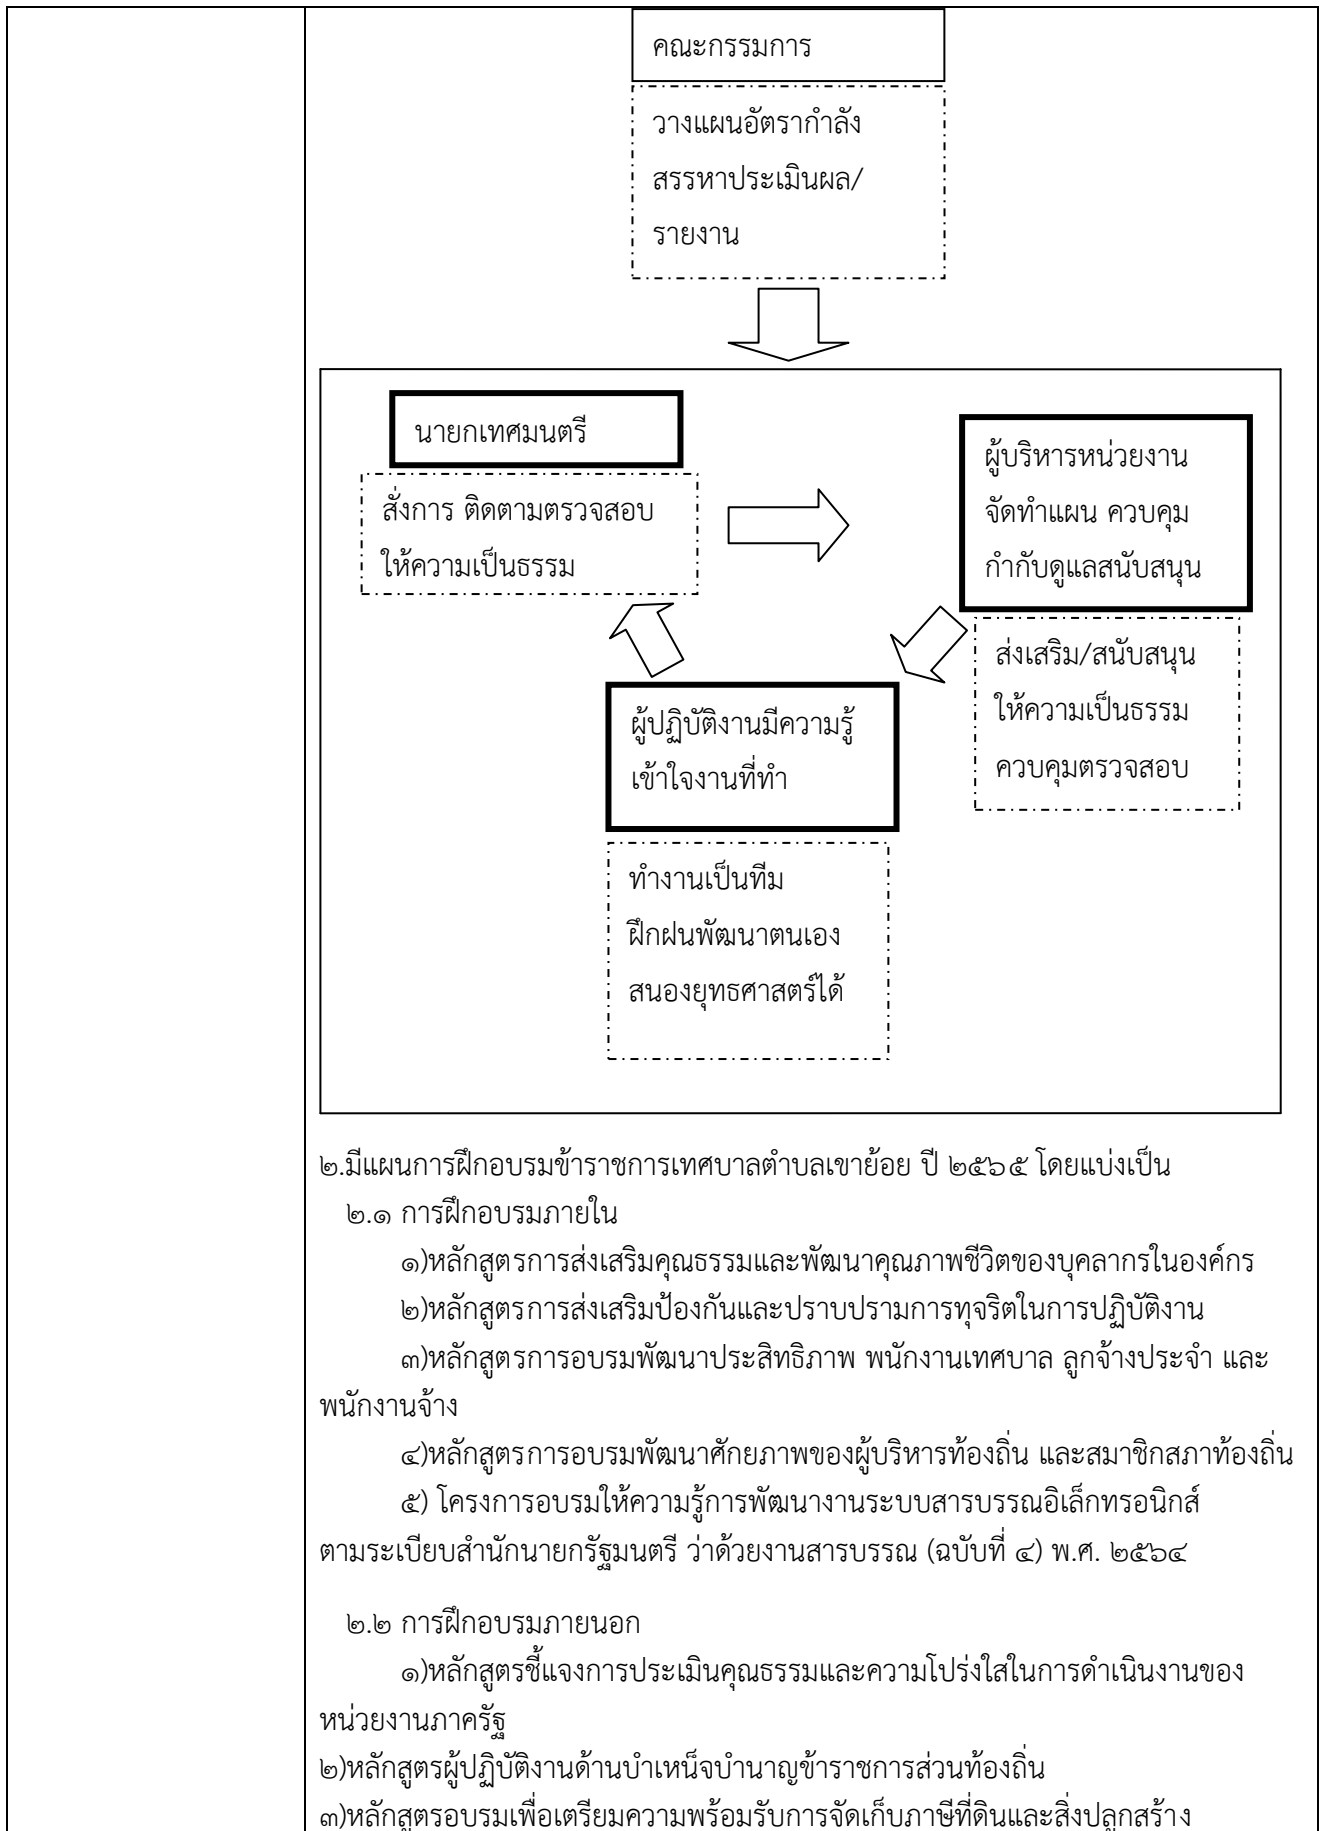 คณะกรรมการ
วางแผนอัตรากำลัง
สรรหาประเมินผล/
รายงาน
นายกเทศมนตรี
สั่งการ ติดตามตรวจสอบ
ให้ความเป็นธรรม
ผู้บริหารหน่วยงาน
จัดทำแผน ควบคุม
กำกับดูแลสนับสนุน
ส่งเสริม/สนับสนุน
ให้ความเป็นธรรม
ควบคุมตรวจสอบ
ผู้ปฏิบัติงานมีความรู้
เข้าใจงานที่ทำ
ทำงานเป็นทีม
ฝึกฝนพัฒนาตนเอง
สนองยุทธศาสตร์ได้
๒.มีแผนการฝึกอบรมข้าราชการเทศบาลตำบลเขาย้อย ปี ๒๕๖๕ โดยแบ่งเป็น
๒.๑ การฝึกอบรมภายใน
๑)หลักสูตรการส่งเสริมคุณธรรมและพัฒนาคุณภาพชีวิตของบุคลากรในองค์กร
๒)หลักสูตรการส่งเสริมป้องกันและปราบปรามการทุจริตในการปฏิบัติงาน
๓)หลักสูตรการอบรมพัฒนาประสิทธิภาพ พนักงานเทศบาล ลูกจ้างประจำ และ
พนักงานจ้าง
๔)หลักสูตรการอบรมพัฒนาศักยภาพของผู้บริหารท้องถิ่น และสมาชิกสภาท้องถิ่น
๕) โครงการอบรมให้ความรู้การพัฒนางานระบบสารบรรณอิเล็กทรอนิกส์
ตามระเบียบสำนักนายกรัฐมนตรี ว่าด้วยงานสารบรรณ (ฉบับที่ ๔) พ.ศ. ๒๕๖๔
๒.๒ การฝึกอบรมภายนอก
๑)หลักสูตรชี้แจงการประเมินคุณธรรมและความโปร่งใสในการดำเนินงานของ
หน่วยงานภาครัฐ
๒)หลักสูตรผู้ปฏิบัติงานด้านบำเหน็จบำนาญข้าราชการส่วนท้องถิ่น
๓)หลักสูตรอบรมเพื่อเตรียมความพร้อมรับการจัดเก็บภาษีที่ดินและสิ่งปลูกสร้าง